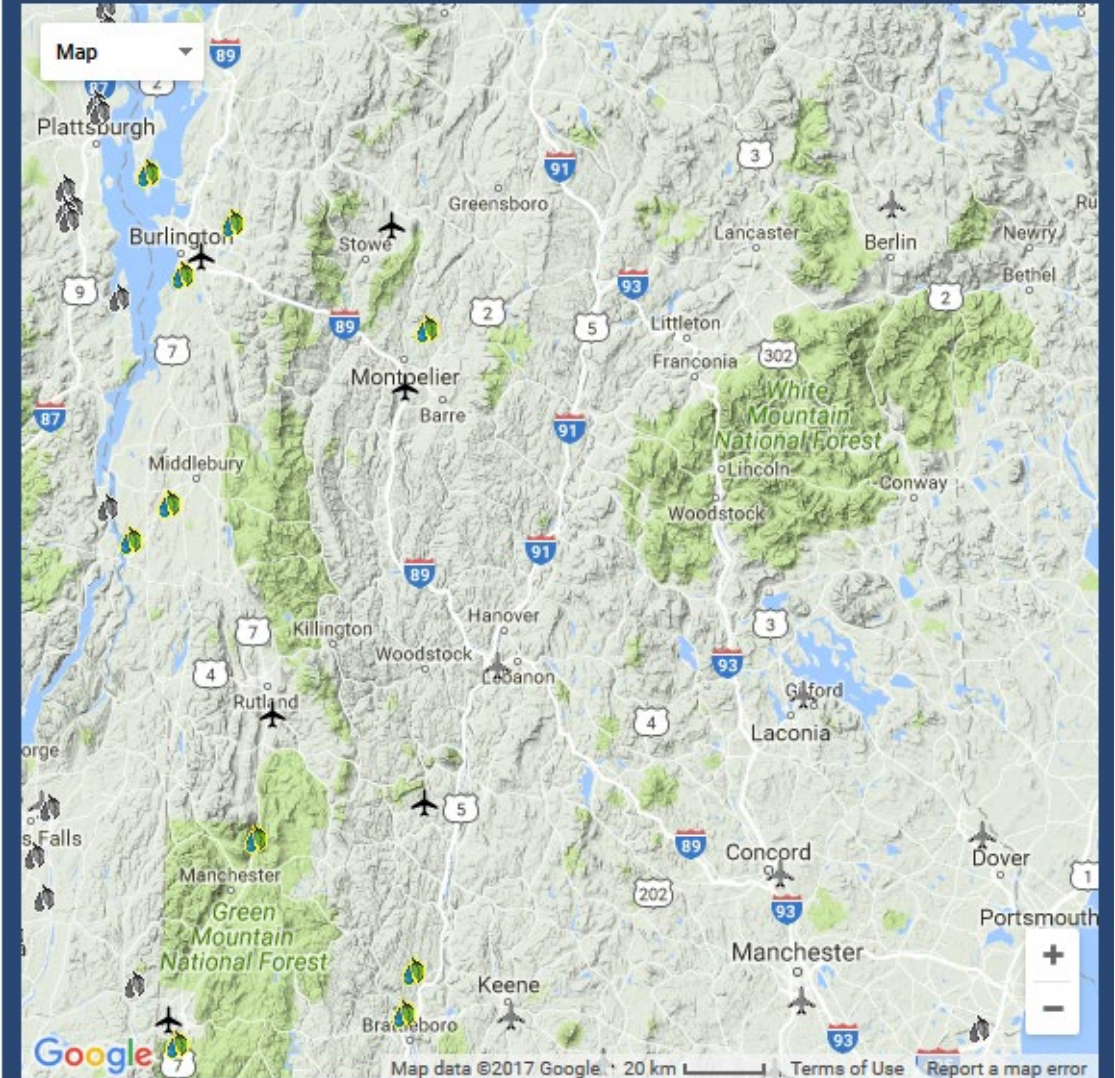 Map
89
87
2
Plattsburgh
3
91
Greensboro
Ru
Burlington
Stowe
Lancaster
Berlin
Newry
Bethel
9
93
2
2
89
5
Littleton
7
302
Franconia
Montpelier
White
Mountain
National Forest
87
Barre
91
Middlebury
Lincoln
Conway
Woodstock
91
89
Hanover
3
7
Killington
Woodstock
Lebanon
93
4
Rutland
Gilford
4
Laconia
orge
5
s Falls
89
Concord
Dover
Manchester
202
1
93
Green
Mountain
National Forest
Portsmouth
Manchester
+
Keene
−
Brattleboro
93
Google
7
Map data ©2017 Google
20 km
Terms of Use
Report a map error